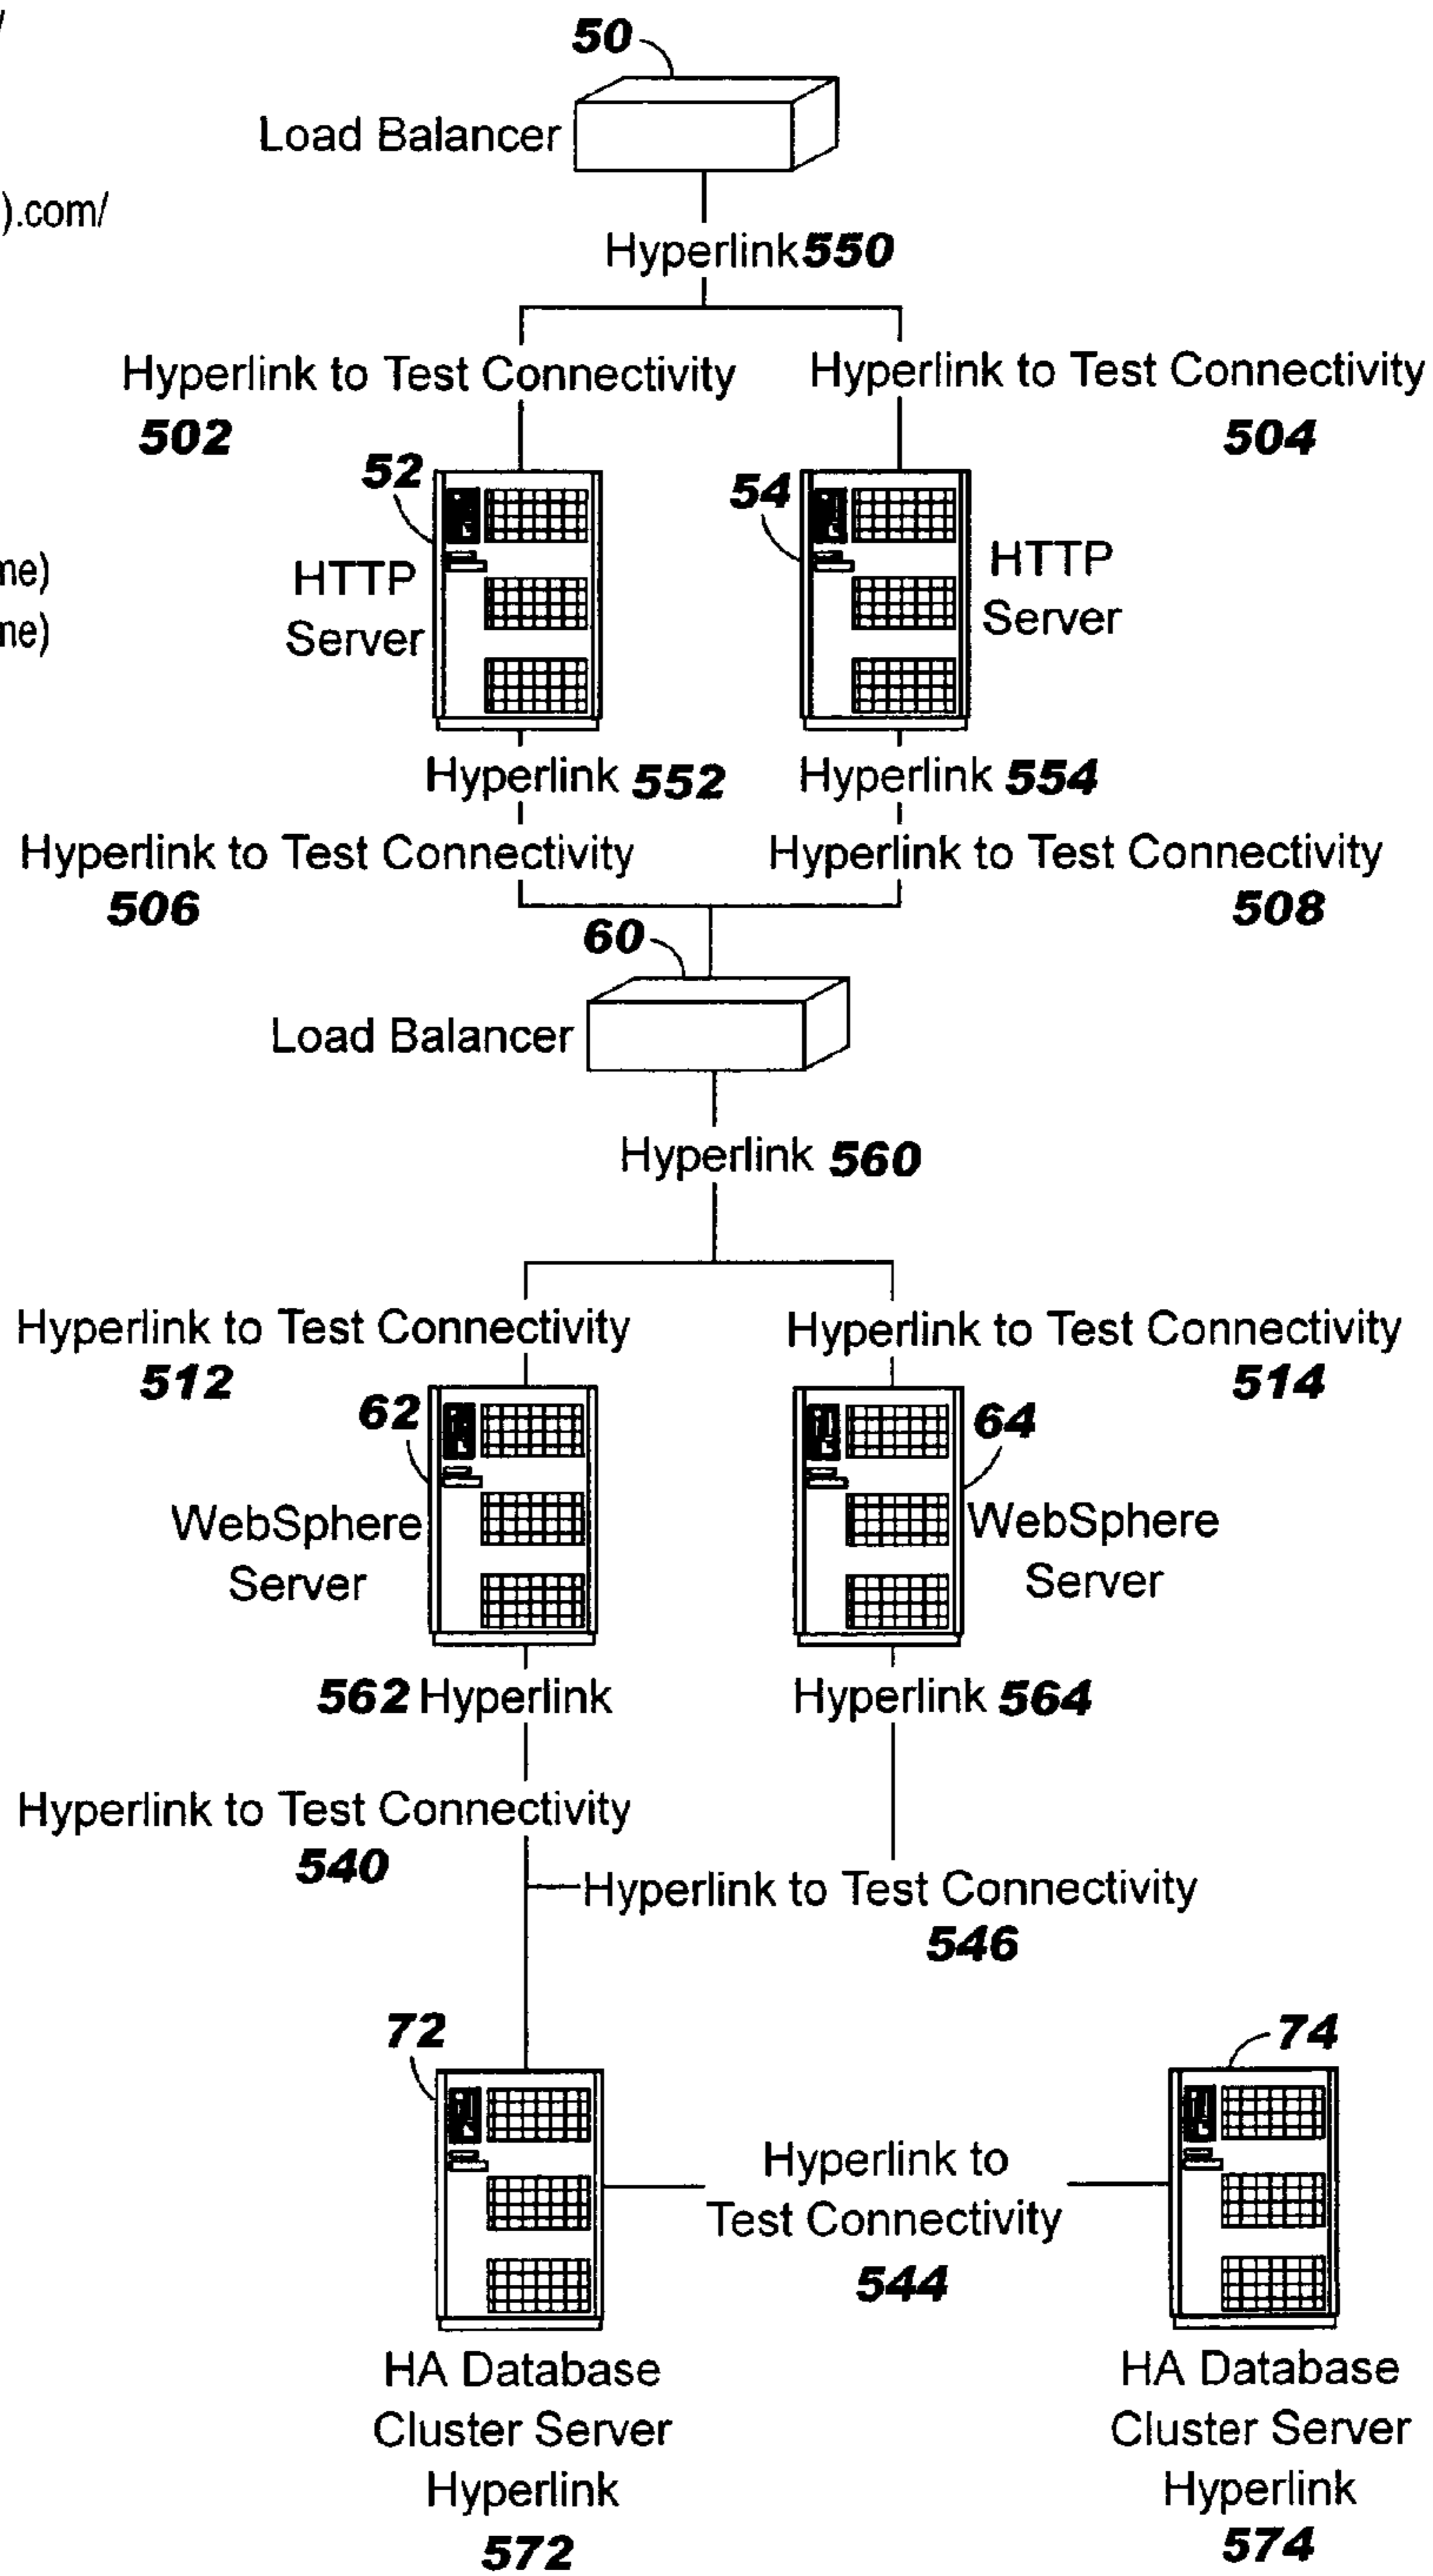 /
50
Load Balancer
).com/
Hyperlink 550
Hyperlink to Test Connectivity
502
Hyperlink to Test Connectivity
504
52
HTTP
Server
54
HTTP
Server
me)
me)
Hyperlink 552
Hyperlink 554
Hyperlink to Test Connectivity
506
Hyperlink to Test Connectivity
508
60
Load Balancer
Hyperlink 560
Hyperlink to Test Connectivity
512
Hyperlink to Test Connectivity
514
62
WebSphere
Server
64
WebSphere
Server
562 Hyperlink
Hyperlink 564
Hyperlink to Test Connectivity
540
Hyperlink to Test Connectivity
546
72
74
Hyperlink to
Test Connectivity
544
HA Database
Cluster Server
Hyperlink
572
HA Database
Cluster Server
Hyperlink
574